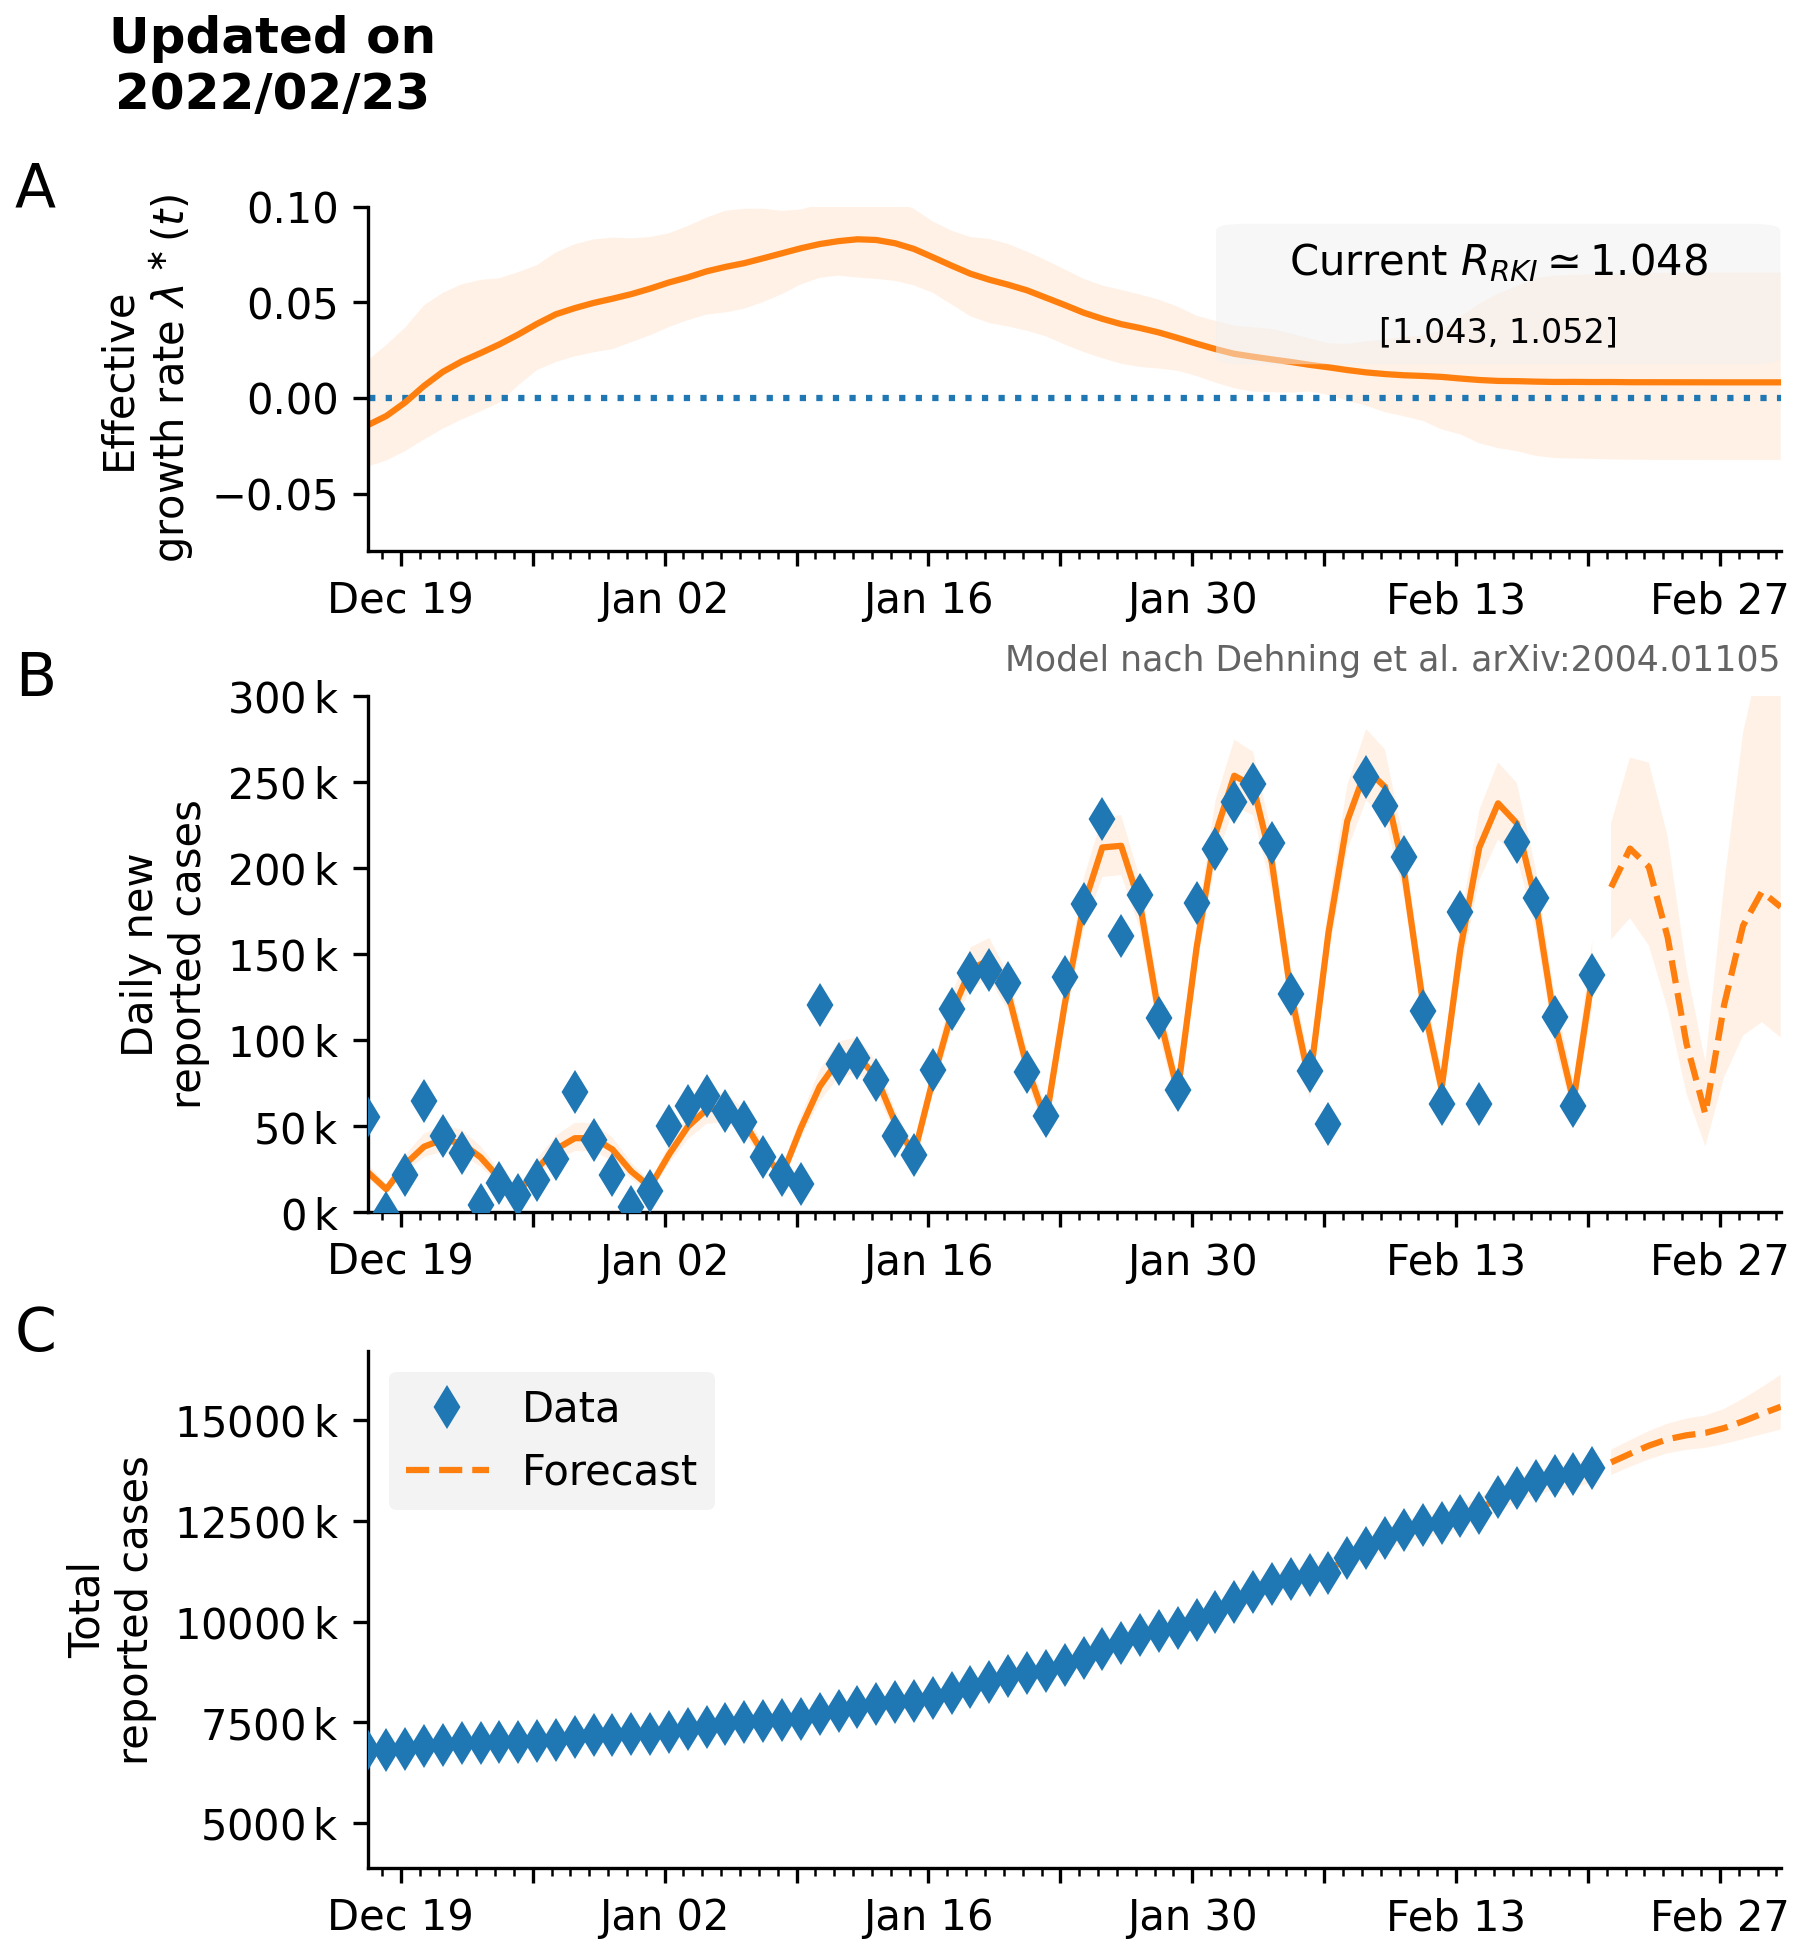 Updated on
2022/02/23
A
Effective
growth rate λ * (t)
0.10
0.05
0.00
−0.05
Current R_RKI ≃ 1.048
[1.043, 1.052]
Dec 19 Jan 02 Jan 16 Jan 30 Feb 13 Feb 27
Model nach Dehning et al. arXiv:2004.01105
B
Daily new
reported cases
300 k
250 k
200 k
150 k
100 k
50 k
0 k
Dec 19 Jan 02 Jan 16 Jan 30 Feb 13 Feb 27
C
Total
reported cases
15000 k
12500 k
10000 k
7500 k
5000 k
Data
Forecast
Dec 19 Jan 02 Jan 16 Jan 30 Feb 13 Feb 27